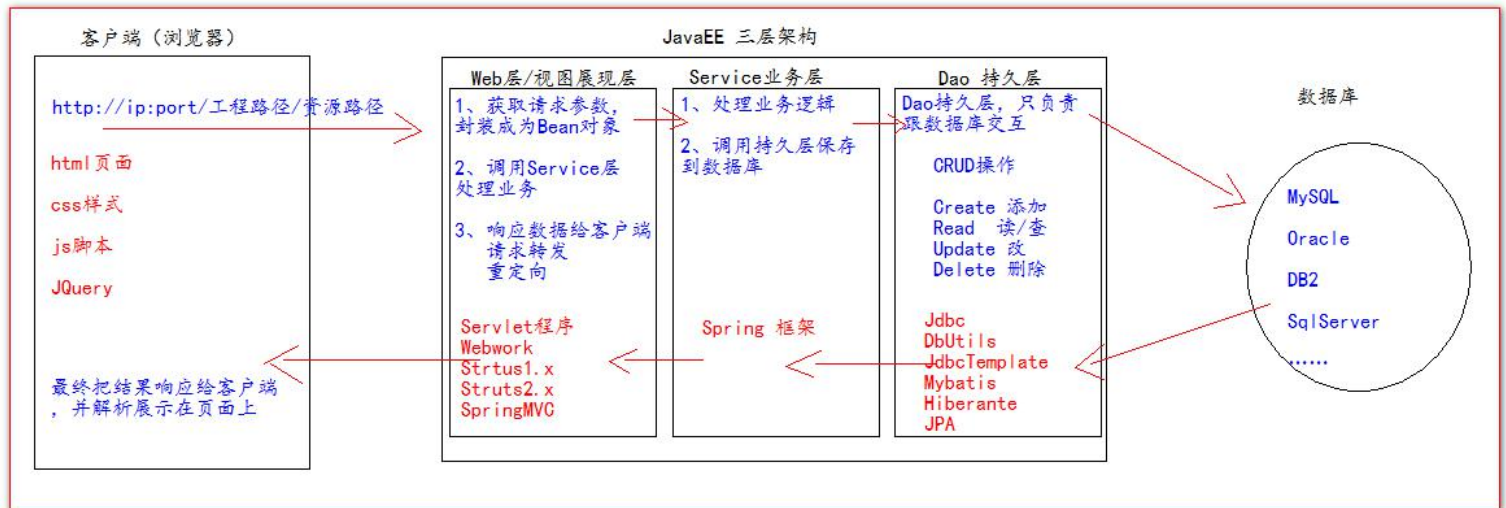 客户端（浏览器）
http://ip:port/工程路径/资源路径
html页面
css样式
js脚本
JQuery
最终把结果响应给客户端
，并解析展示在页面上
JavaEE 三层架构
Web层/视图展现层
1、获取请求参数，
封装成为Bean对象
2、调用Service层
处理业务
3、响应数据给客户端
请求转发
重定向
Servlet程序
Webwork
Strtus1.x
Struts2.x
SpringMVC
Service业务层
1、处理业务逻辑
2、调用持久层保存
到数据库
Spring 框架
Dao 持久层
Dao持久层，只负责
跟数据库交互
CRUD操作
Create 添加
Read 读/查
Update 改
Delete 删除
Jdbc
DbUtils
JdbcTemplate
Mybatis
Hiberante
JPA
数据库
MySQL
Oracle
DB2
SqlServer
......